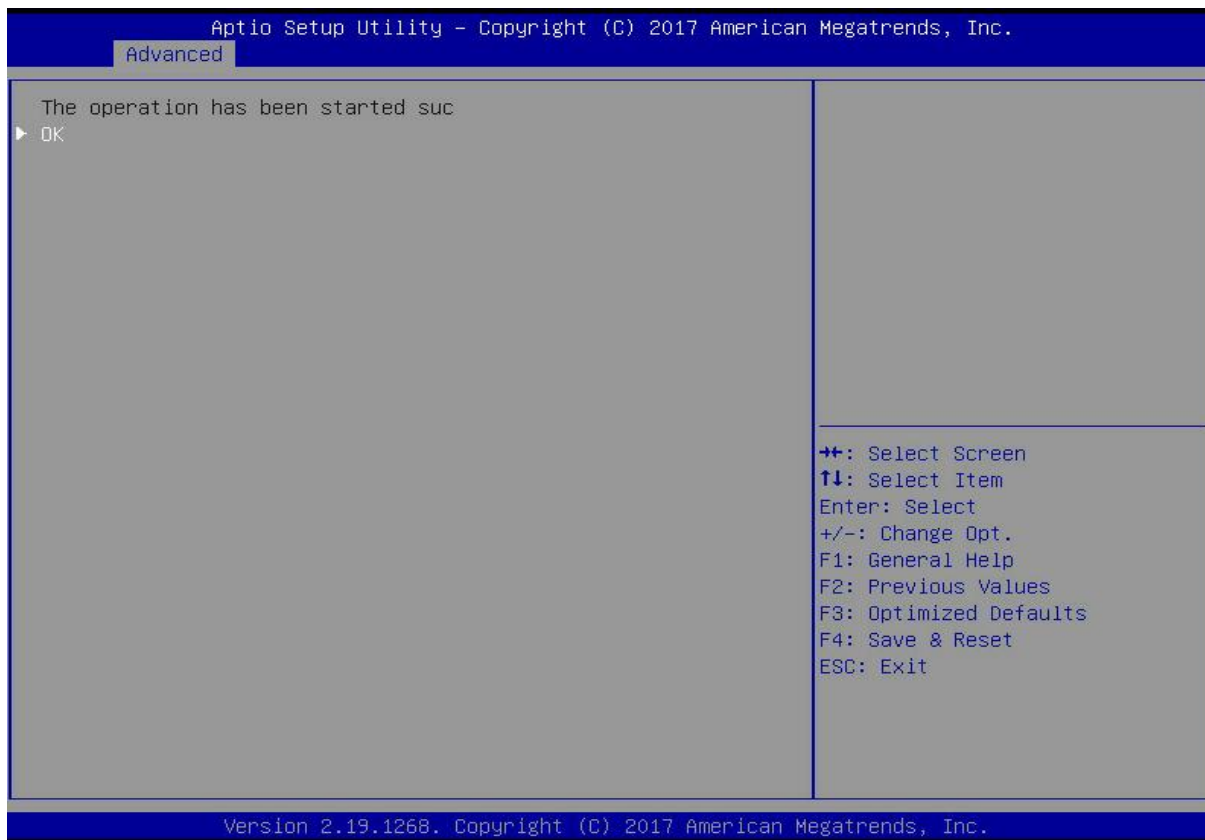 Aptio Setup Utility – Copyright (C) 2017 American Megatrends, Inc.
Advanced
The operation has been started suc
▶ OK
→←: Select Screen
↑↓: Select Item
Enter: Select
+/-: Change Opt.
F1: General Help
F2: Previous Values
F3: Optimized Defaults
F4: Save & Reset
ESC: Exit
Version 2.19.1268. Copyright (C) 2017 American Megatrends, Inc.